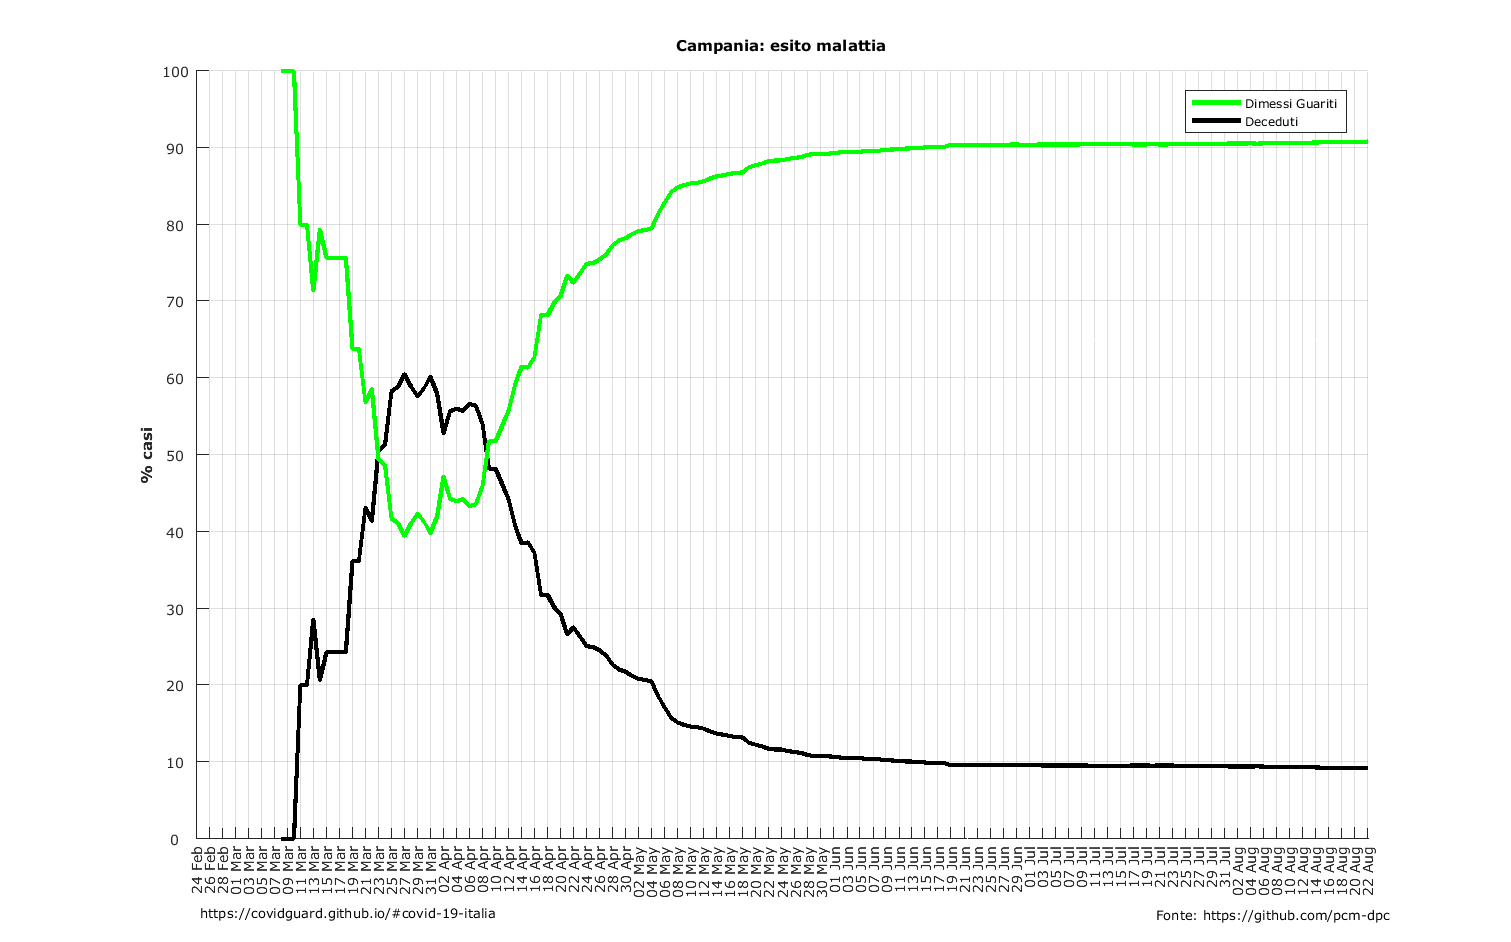 Campania: esito malattia
100
90
80
70
60
50
40
30
20
10
0
% casi
Dimessi Guariti
Deceduti
24 Feb
26 Feb
28 Feb
01 Mar
03 Mar
05 Mar
07 Mar
09 Mar
11 Mar
13 Mar
15 Mar
17 Mar
19 Mar
21 Mar
23 Mar
25 Mar
27 Mar
29 Mar
31 Mar
02 Apr
04 Apr
06 Apr
08 Apr
10 Apr
12 Apr
14 Apr
16 Apr
18 Apr
20 Apr
22 Apr
24 Apr
26 Apr
28 Apr
30 Apr
02 May
04 May
06 May
08 May
10 May
12 May
14 May
16 May
18 May
20 May
22 May
24 May
26 May
28 May
30 May
01 Jun
03 Jun
05 Jun
07 Jun
09 Jun
11 Jun
13 Jun
15 Jun
17 Jun
19 Jun
21 Jun
23 Jun
25 Jun
27 Jun
29 Jun
01 Jul
03 Jul
05 Jul
07 Jul
09 Jul
11 Jul
13 Jul
15 Jul
17 Jul
19 Jul
21 Jul
23 Jul
25 Jul
27 Jul
29 Jul
31 Jul
02 Aug
04 Aug
06 Aug
08 Aug
10 Aug
12 Aug
14 Aug
16 Aug
18 Aug
20 Aug
22 Aug
https://covidguard.github.io/#covid-19-italia
Fonte: https://github.com/pcm-dpc